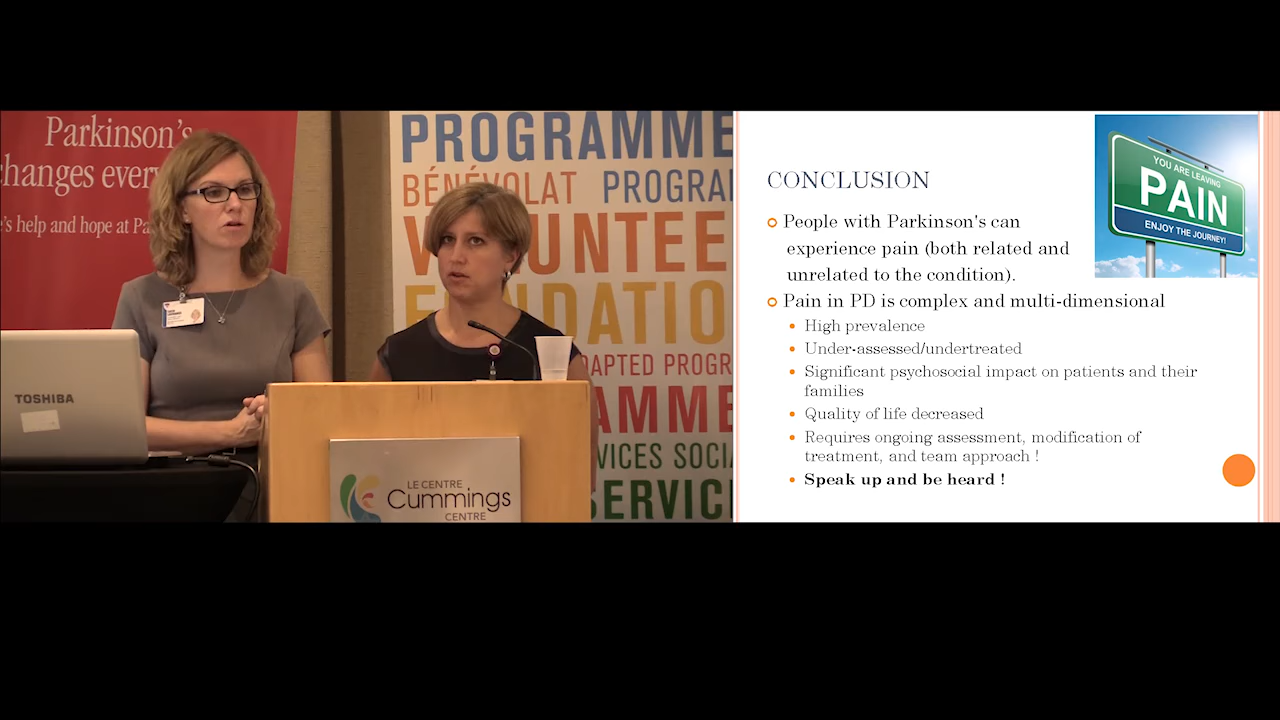 Parkinson's
changes every
's help and hope at Pa
TOSHIBA
PROGRAMME
BÉNÉVOLAT PROGRA
VOLUNTEE
FOUNDATIO
ADAPTED PROGR
AMME
VICES SOCIA
SERVICE
LE CENTRE
Cummings
CENTRE
CONCLUSION
People with Parkinson's can
experience pain (both related and
unrelated to the condition).
Pain in PD is complex and multi-dimensional
High prevalence
Under-assessed/undertreated
Significant psychosocial impact on patients and their
families
Quality of life decreased
Requires ongoing assessment, modification of
treatment, and team approach !
Speak up and be heard !
YOU ARE LEAVING
PAIN
ENJOY THE JOURNEY!